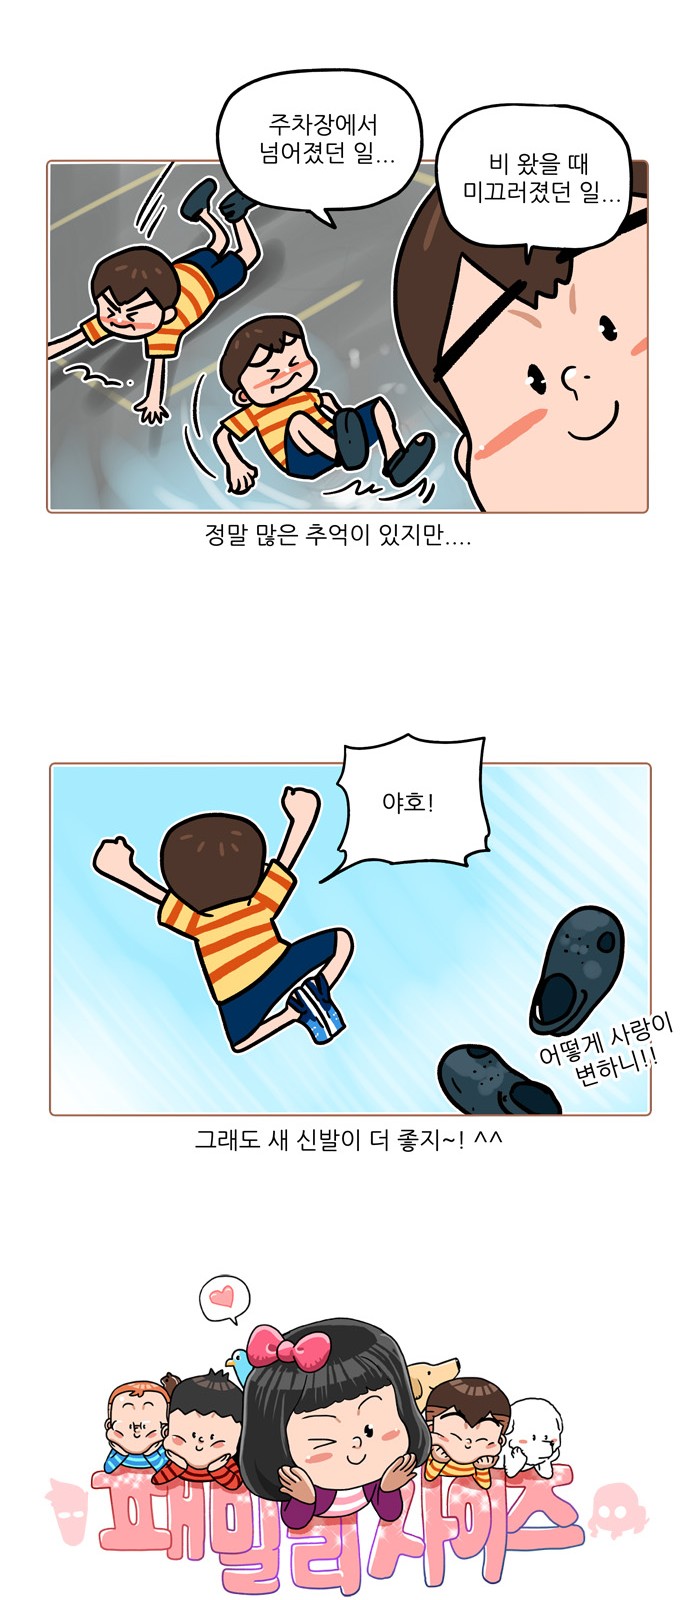 주차장에서
넘어졌던 일...
비 왔을 때
미끄러졌던 일...
정말 많은 추억이 있지만....
야호!
어떻게 사랑이
변하니!!
그래도 새 신발이 더 좋지~! ^^
패밀리 사이즈